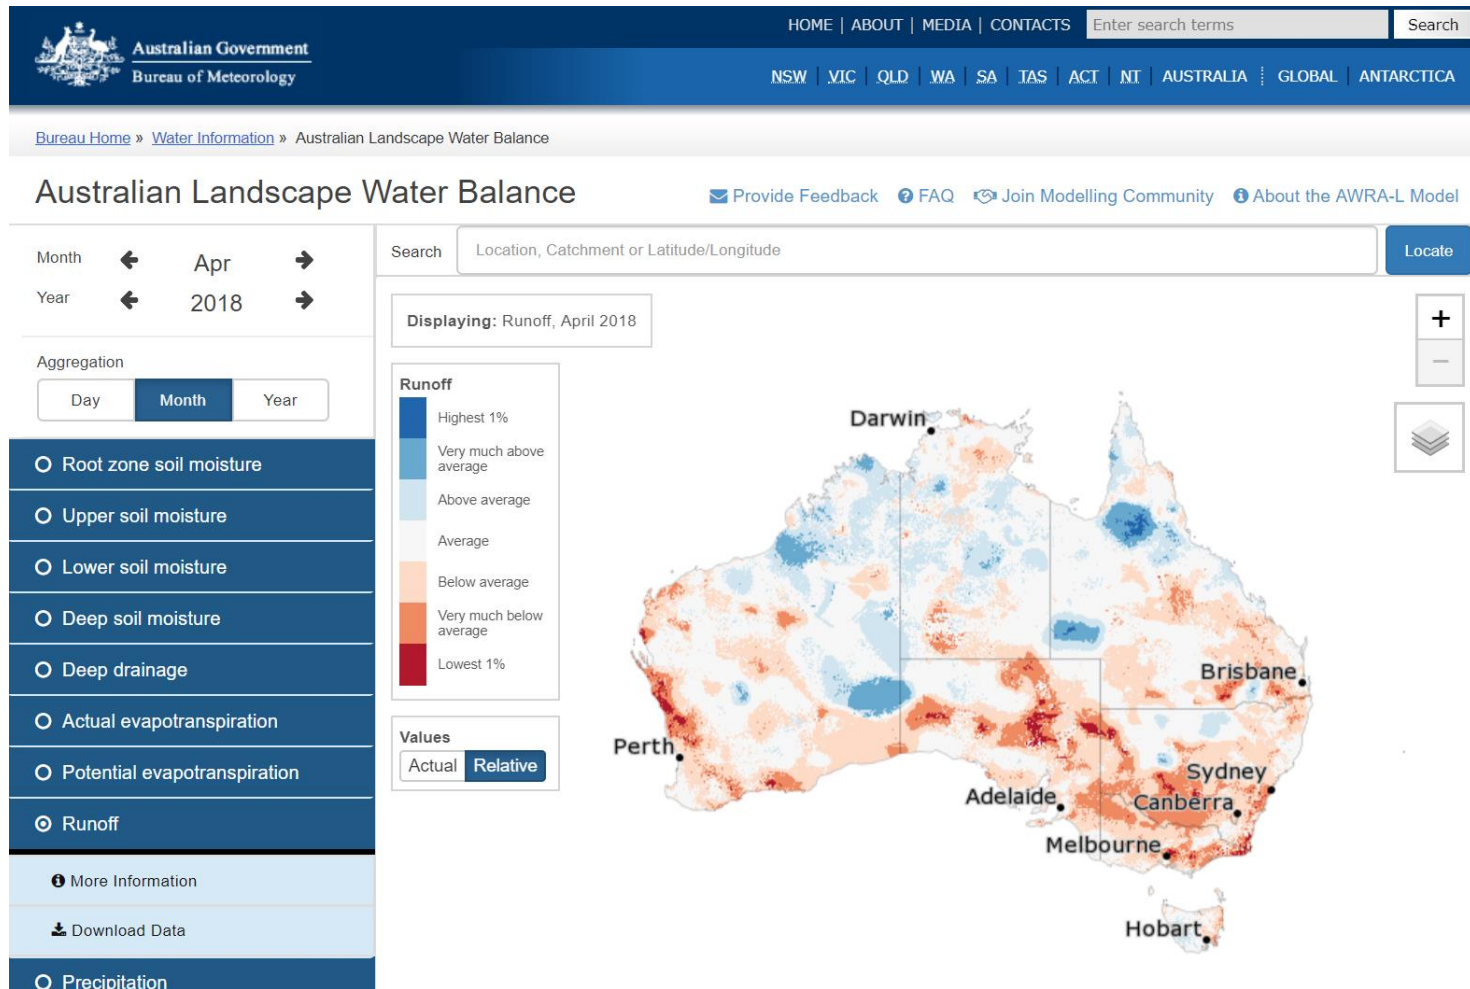 HOME | ABOUT | MEDIA | CONTACTS Enter search terms Search
Australian Government
Bureau of Meteorology
NSW | VIC | QLD | WA | SA | TAS | ACT | NT | AUSTRALIA | GLOBAL | ANTARCTICA
Bureau Home » Water Information » Australian Landscape Water Balance
Australian Landscape Water Balance
Provide Feedback FAQ Join Modelling Community About the AWRA-L Model
Month Apr
Year 2018
Aggregation
Day Month Year
Root zone soil moisture
Upper soil moisture
Lower soil moisture
Deep soil moisture
Deep drainage
Actual evapotranspiration
Potential evapotranspiration
Runoff
More Information
Download Data
Precipitation
Search Location, Catchment or Latitude/Longitude Locate
Displaying: Runoff, April 2018
+
−
Runoff
Highest 1%
Very much above
average
Above average
Average
Below average
Very much below
average
Lowest 1%
Values
Actual Relative
Darwin
Brisbane
Perth
Sydney
Adelaide
Canberra
Melbourne
Hobart